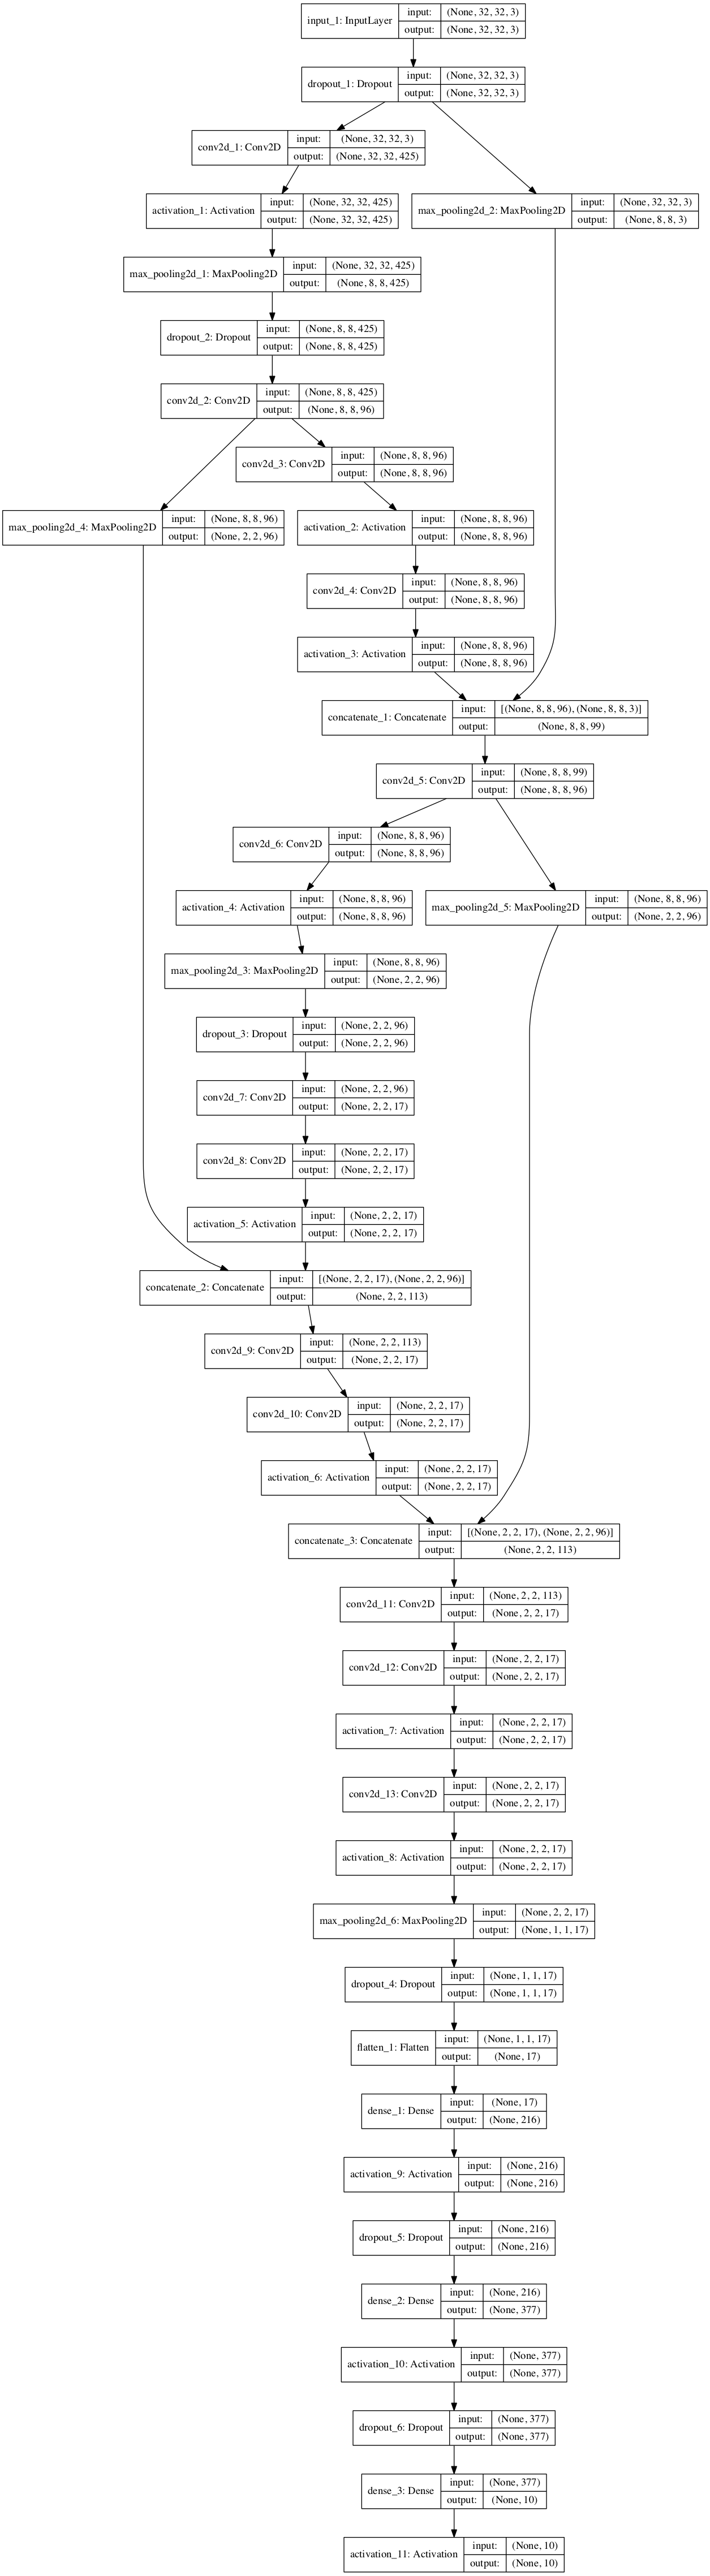 input_1: InputLayer
input: (None, 32, 32, 3)
output: (None, 32, 32, 3)
dropout_1: Dropout
input: (None, 32, 32, 3)
output: (None, 32, 32, 3)
conv2d_1: Conv2D
input: (None, 32, 32, 3)
output: (None, 32, 32, 425)
activation_1: Activation
input: (None, 32, 32, 425)
output: (None, 32, 32, 425)
max_pooling2d_2: MaxPooling2D
input: (None, 32, 32, 3)
output: (None, 8, 8, 3)
max_pooling2d_1: MaxPooling2D
input: (None, 32, 32, 425)
output: (None, 8, 8, 425)
dropout_2: Dropout
input: (None, 8, 8, 425)
output: (None, 8, 8, 425)
conv2d_2: Conv2D
input: (None, 8, 8, 425)
output: (None, 8, 8, 96)
conv2d_3: Conv2D
input: (None, 8, 8, 96)
output: (None, 8, 8, 96)
max_pooling2d_4: MaxPooling2D
input: (None, 8, 8, 96)
output: (None, 2, 2, 96)
activation_2: Activation
input: (None, 8, 8, 96)
output: (None, 8, 8, 96)
conv2d_4: Conv2D
input: (None, 8, 8, 96)
output: (None, 8, 8, 96)
activation_3: Activation
input: (None, 8, 8, 96)
output: (None, 8, 8, 96)
concatenate_1: Concatenate
input: [(None, 8, 8, 96), (None, 8, 8, 3)]
output: (None, 8, 8, 99)
conv2d_5: Conv2D
input: (None, 8, 8, 99)
output: (None, 8, 8, 96)
conv2d_6: Conv2D
input: (None, 8, 8, 96)
output: (None, 8, 8, 96)
activation_4: Activation
input: (None, 8, 8, 96)
output: (None, 8, 8, 96)
max_pooling2d_5: MaxPooling2D
input: (None, 8, 8, 96)
output: (None, 2, 2, 96)
max_pooling2d_3: MaxPooling2D
input: (None, 8, 8, 96)
output: (None, 2, 2, 96)
dropout_3: Dropout
input: (None, 2, 2, 96)
output: (None, 2, 2, 96)
conv2d_7: Conv2D
input: (None, 2, 2, 96)
output: (None, 2, 2, 17)
conv2d_8: Conv2D
input: (None, 2, 2, 17)
output: (None, 2, 2, 17)
activation_5: Activation
input: (None, 2, 2, 17)
output: (None, 2, 2, 17)
concatenate_2: Concatenate
input: [(None, 2, 2, 17), (None, 2, 2, 96)]
output: (None, 2, 2, 113)
conv2d_9: Conv2D
input: (None, 2, 2, 113)
output: (None, 2, 2, 17)
conv2d_10: Conv2D
input: (None, 2, 2, 17)
output: (None, 2, 2, 17)
activation_6: Activation
input: (None, 2, 2, 17)
output: (None, 2, 2, 17)
concatenate_3: Concatenate
input: [(None, 2, 2, 17), (None, 2, 2, 96)]
output: (None, 2, 2, 113)
conv2d_11: Conv2D
input: (None, 2, 2, 113)
output: (None, 2, 2, 17)
conv2d_12: Conv2D
input: (None, 2, 2, 17)
output: (None, 2, 2, 17)
activation_7: Activation
input: (None, 2, 2, 17)
output: (None, 2, 2, 17)
conv2d_13: Conv2D
input: (None, 2, 2, 17)
output: (None, 2, 2, 17)
activation_8: Activation
input: (None, 2, 2, 17)
output: (None, 2, 2, 17)
max_pooling2d_6: MaxPooling2D
input: (None, 2, 2, 17)
output: (None, 1, 1, 17)
dropout_4: Dropout
input: (None, 1, 1, 17)
output: (None, 1, 1, 17)
flatten_1: Flatten
input: (None, 1, 1, 17)
output: (None, 17)
dense_1: Dense
input: (None, 17)
output: (None, 216)
activation_9: Activation
input: (None, 216)
output: (None, 216)
dropout_5: Dropout
input: (None, 216)
output: (None, 216)
dense_2: Dense
input: (None, 216)
output: (None, 377)
activation_10: Activation
input: (None, 377)
output: (None, 377)
dropout_6: Dropout
input: (None, 377)
output: (None, 377)
dense_3: Dense
input: (None, 377)
output: (None, 10)
activation_11: Activation
input: (None, 10)
output: (None, 10)